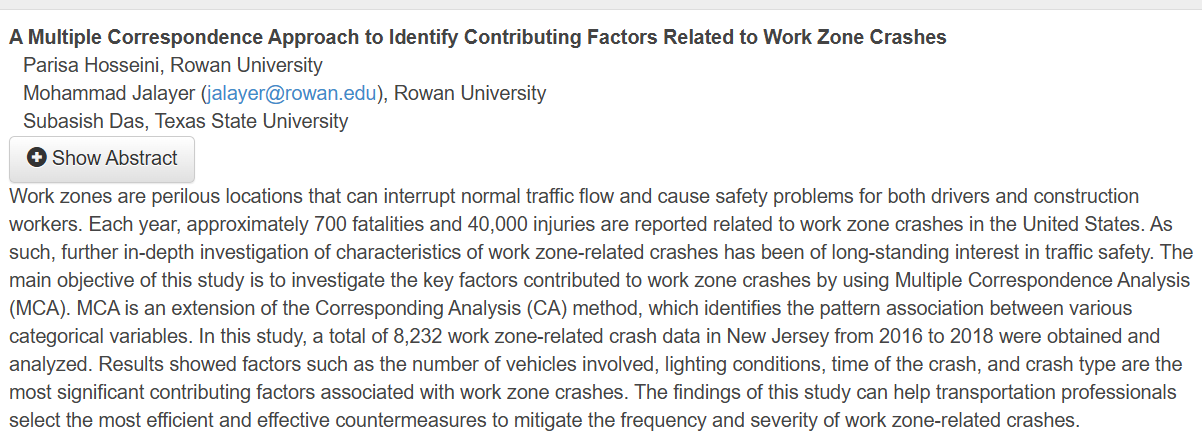 A Multiple Correspondence Approach to Identify Contributing Factors Related to Work Zone Crashes
Parisa Hosseini, Rowan University
Mohammad Jalayer (jalayer@rowan.edu), Rowan University
Subasish Das, Texas State University
Show Abstract
Work zones are perilous locations that can interrupt normal traffic flow and cause safety problems for both drivers and construction
workers. Each year, approximately 700 fatalities and 40,000 injuries are reported related to work zone crashes in the United States. As
such, further in-depth investigation of characteristics of work zone-related crashes has been of long-standing interest in traffic safety. The
main objective of this study is to investigate the key factors contributed to work zone crashes by using Multiple Correspondence Analysis
(MCA). MCA is an extension of the Corresponding Analysis (CA) method, which identifies the pattern association between various
categorical variables. In this study, a total of 8,232 work zone-related crash data in New Jersey from 2016 to 2018 were obtained and
analyzed. Results showed factors such as the number of vehicles involved, lighting conditions, time of the crash, and crash type are the
most significant contributing factors associated with work zone crashes. The findings of this study can help transportation professionals
select the most efficient and effective countermeasures to mitigate the frequency and severity of work zone-related crashes.